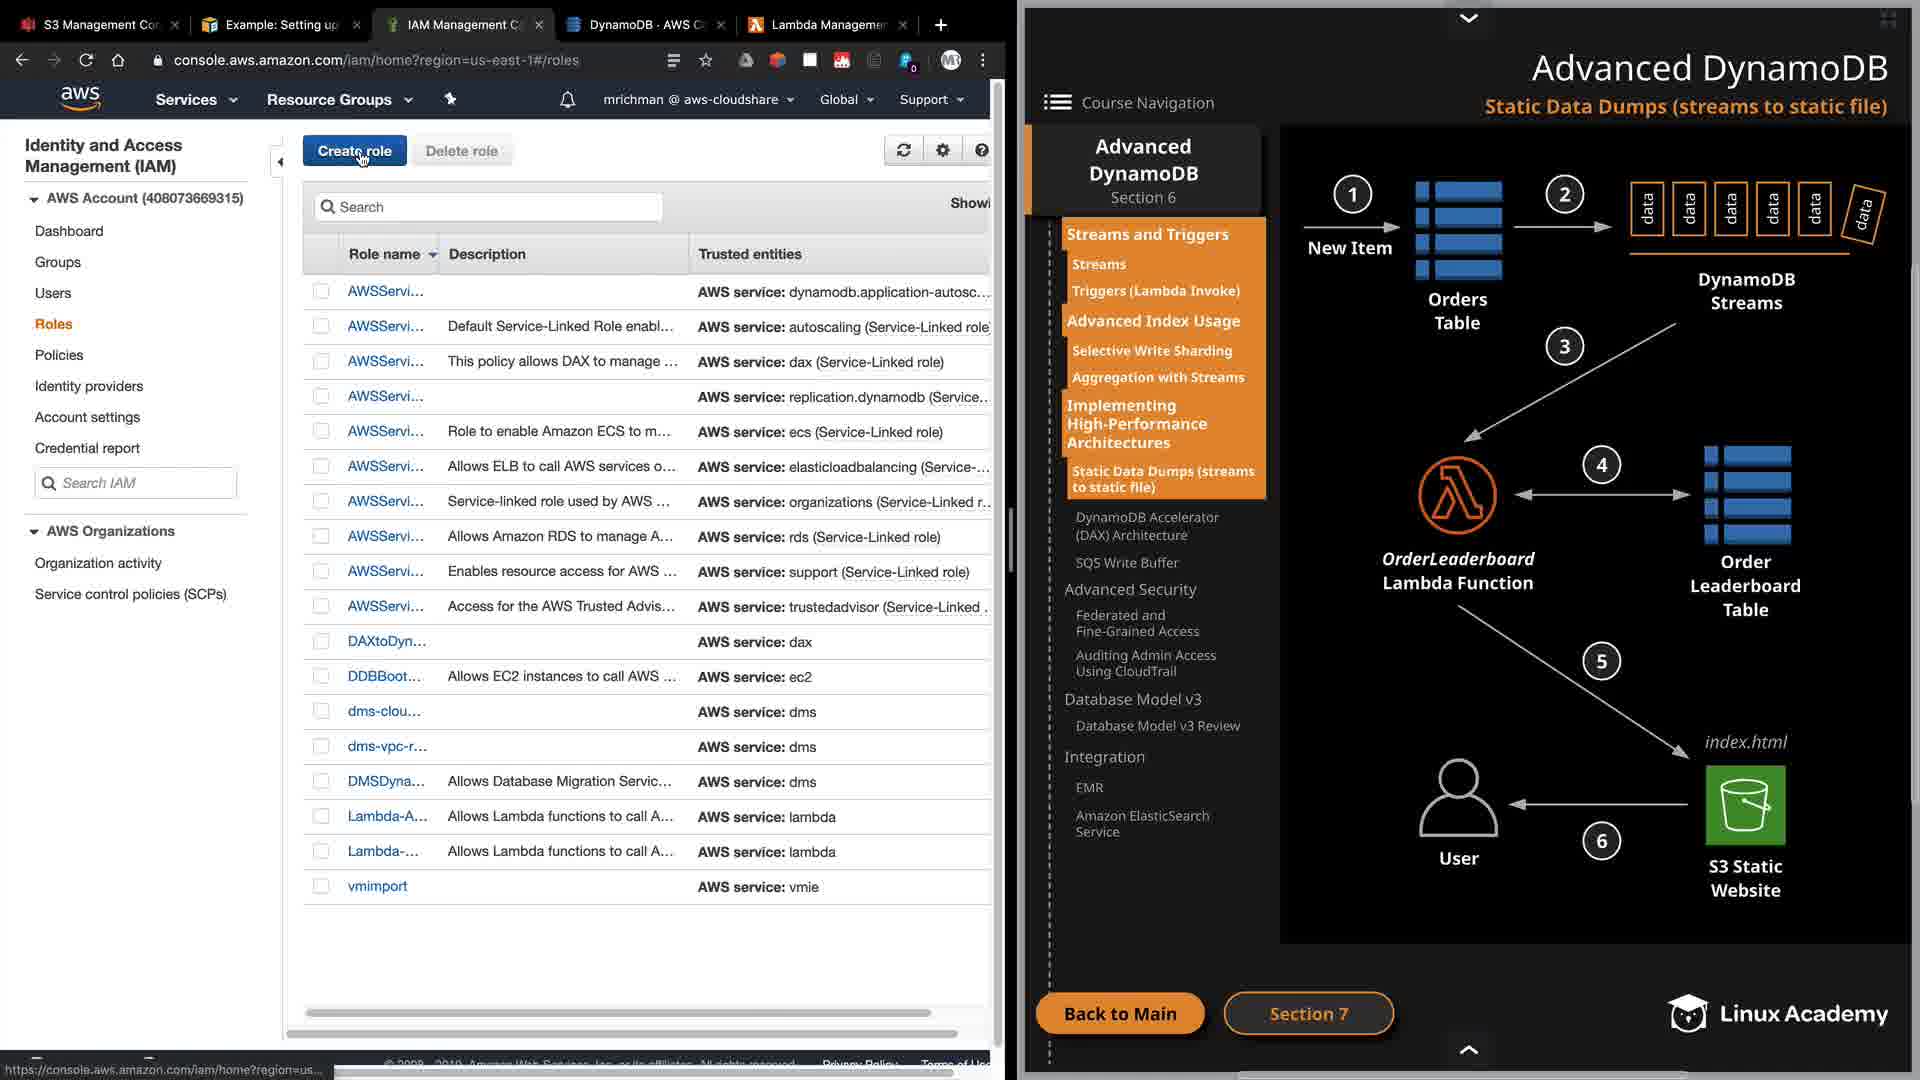 S3 Management Con
Example: Setting up
IAM Management C
DynamoDB · AWS C
Lambda Managemen
console.aws.amazon.com/iam/home?region=us-east-1#/roles
0
aws
Services
Resource Groups
mrichman @ aws-cloudshare
Global
Support
Identity and Access
Management (IAM)
AWS Account (408073669315)
Dashboard
Groups
Users
Roles
Policies
Identity providers
Account settings
Credential report
Search IAM
AWS Organizations
Organization activity
Service control policies (SCPs)
Create role
Delete role
Search
Showi
Role name
Description
Trusted entities
AWSServi...
AWS service: dynamodb.application-autosc...
AWSServi...
Default Service-Linked Role enabl...
AWS service: autoscaling (Service-Linked role
AWSServi...
This policy allows DAX to manage ...
AWS service: dax (Service-Linked role)
AWSServi...
AWS service: replication.dynamodb (Service..
AWSServi...
Role to enable Amazon ECS to m...
AWS service: ecs (Service-Linked role)
AWSServi...
Allows ELB to call AWS services o...
AWS service: elasticloadbalancing (Service-...
AWSServi...
Service-linked role used by AWS ...
AWS service: organizations (Service-Linked r...
AWSServi...
Allows Amazon RDS to manage A...
AWS service: rds (Service-Linked role)
AWSServi...
Enables resource access for AWS ...
AWS service: support (Service-Linked role)
AWSServi...
Access for the AWS Trusted Advis...
AWS service: trustedadvisor (Service-Linked .
DAXtoDyn...
AWS service: dax
DDBBoot...
Allows EC2 instances to call AWS ...
AWS service: ec2
dms-clou...
AWS service: dms
dms-vpc-r...
AWS service: dms
DMSDyna...
Allows Database Migration Servic...
AWS service: dms
Lambda-A...
Allows Lambda functions to call A...
AWS service: lambda
Lambda-...
Allows Lambda functions to call A...
AWS service: lambda
vmimport
AWS service: vmie
https://console.aws.amazon.com/iam/home?region=us...
Privacy Policy
Terms of Use
Advanced DynamoDB
Static Data Dumps (streams to static file)
Course Navigation
Advanced
DynamoDB
Section 6
Streams and Triggers
Streams
Triggers (Lambda Invoke)
Advanced Index Usage
Selective Write Sharding
Aggregation with Streams
Implementing
High-Performance
Architectures
Static Data Dumps (streams
to static file)
DynamoDB Accelerator
(DAX) Architecture
SQS Write Buffer
Advanced Security
Federated and
Fine-Grained Access
Auditing Admin Access
Using CloudTrail
Database Model v3
Database Model v3 Review
Integration
EMR
Amazon ElasticSearch
Service
1
New Item
Orders
Table
2
data
data
data
data
data
data
DynamoDB
Streams
3
OrderLeaderboard
Lambda Function
4
Order
Leaderboard
Table
5
index.html
S3 Static
Website
6
User
Back to Main
Section 7
Linux Academy